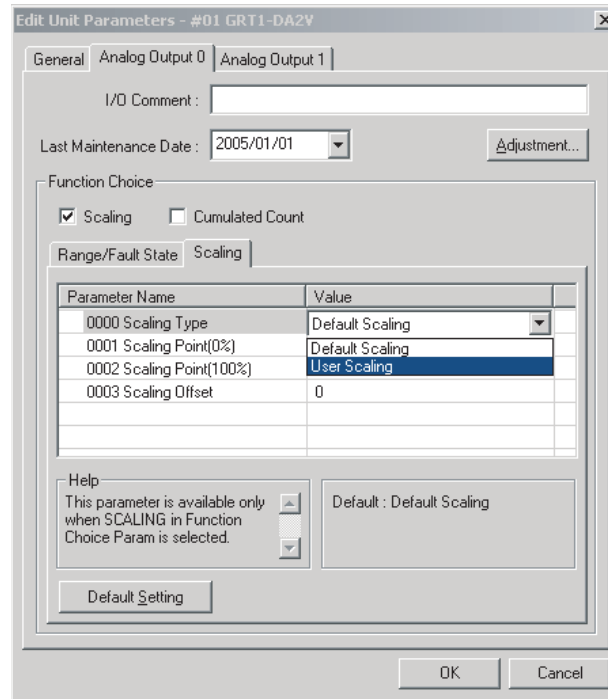 Edit Unit Parameters - #01 GRT1-DA2V
General Analog Output 0 Analog Output 1
I/O Comment :
Last Maintenance Date : 2005/01/01 Adjustment...
Function Choice
Scaling Cumulated Count
Range/Fault State Scaling
Parameter Name Value
0000 Scaling Type Default Scaling
0001 Scaling Point(0%) Default Scaling
0002 Scaling Point(100%) User Scaling
0003 Scaling Offset 0
Help
This parameter is available only
when SCALING in Function
Choice Param is selected.
Default : Default Scaling
Default Setting
OK Cancel